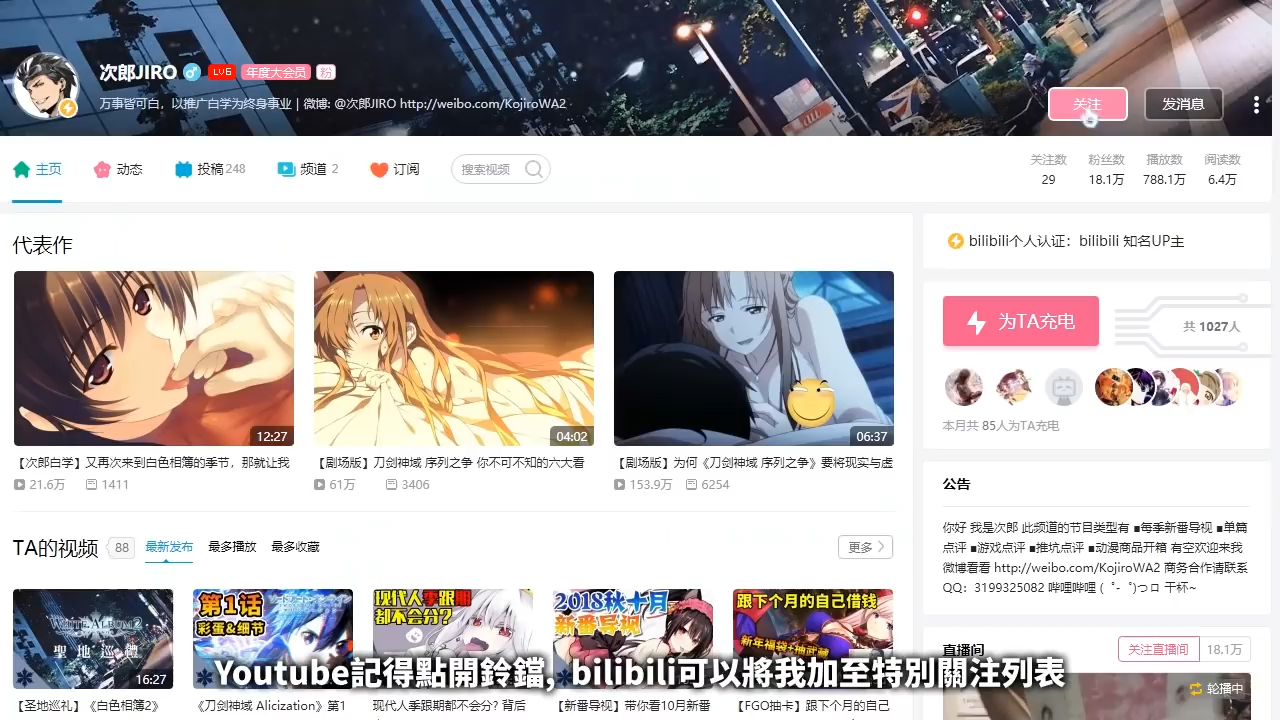 次郎JIRO LV6 年度大会员 粉
万事皆可白，以推广白学为终身事业 | 微博: @次郎JIRO http://weibo.com/KojiroWA2
关注 发消息
主页 动态 投稿 248 频道 2 订阅 搜索视频
关注数 粉丝数 播放数 阅读数
29 18.1万 788.1万 6.4万
代表作
12:27 04:02 06:37
【次郎白学】又再次来到白色相簿的季节，那就让我 【剧场版】刀剑神域 序列之争 你不可不知的六大看 【剧场版】为何《刀剑神域 序列之争》要将现实与虚
21.6万 1411 61万 3406 153.9万 6254
bilibili个人认证：bilibili 知名UP主
为TA充电 共 1027人
本月共 85人为TA充电
公告
你好 我是次郎 此频道的节目类型有 ■每季新番导视 ■单篇
点评 ■游戏点评 ■推坑点评 ■动漫商品开箱 有空欢迎来我
微博看看 http://weibo.com/KojiroWA2 商务合作请联系
QQ：3199325082 哔哩哔哩 ( ゜- ゜)つロ 干杯~
TA的视频 88 最新发布 最多播放 最多收藏 更多
WHITE ALBUM2
聖地巡禮
16:27
第1话
彩蛋&细节
现代人季跟期
都不会分?
2018秋十月
新番导视
跟下个月的自己借钱
新年福袋+抽武藏
【圣地巡礼】《白色相簿2》 《刀剑神域 Alicization》第1 现代人季跟期都不会分？背后 【新番导视】带你看10月新番 【FGO抽卡】跟下个月的自己
直播间 关注直播间 18.1万
轮播中
Youtube記得點開鈴鐺，bilibili可以將我加至特別關注列表